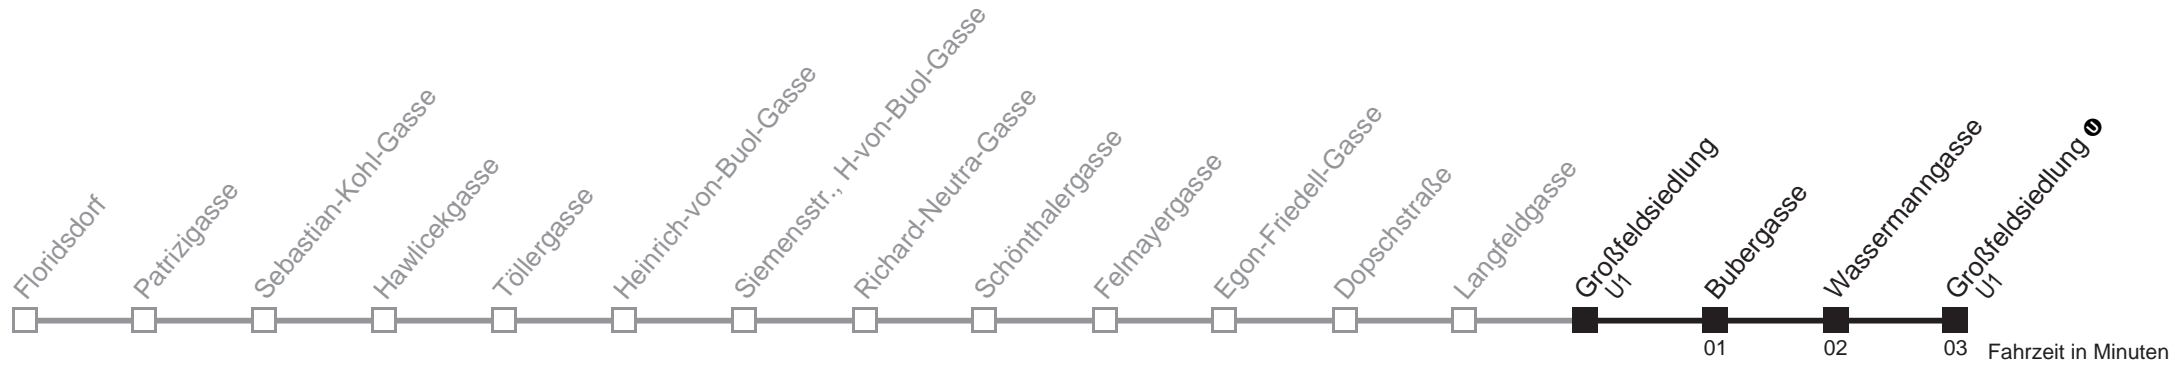 Floridsdorf
Patrizigasse
Sebastian-Kohl-Gasse
Hawlicekgasse
Töllergasse
Heinrich-von-Buol-Gasse
Siemensstr., H-von-Buol-Gasse
Richard-Neutra-Gasse
Schönthalergasse
Felmayergasse
Egon-Friedell-Gasse
Dopschstraße
Langfeldgasse
Großfeldsiedlung
U1
Bubergasse
Wassermanngasse
Großfeldsiedlung U
U1
01
02
03
Fahrzeit in Minuten